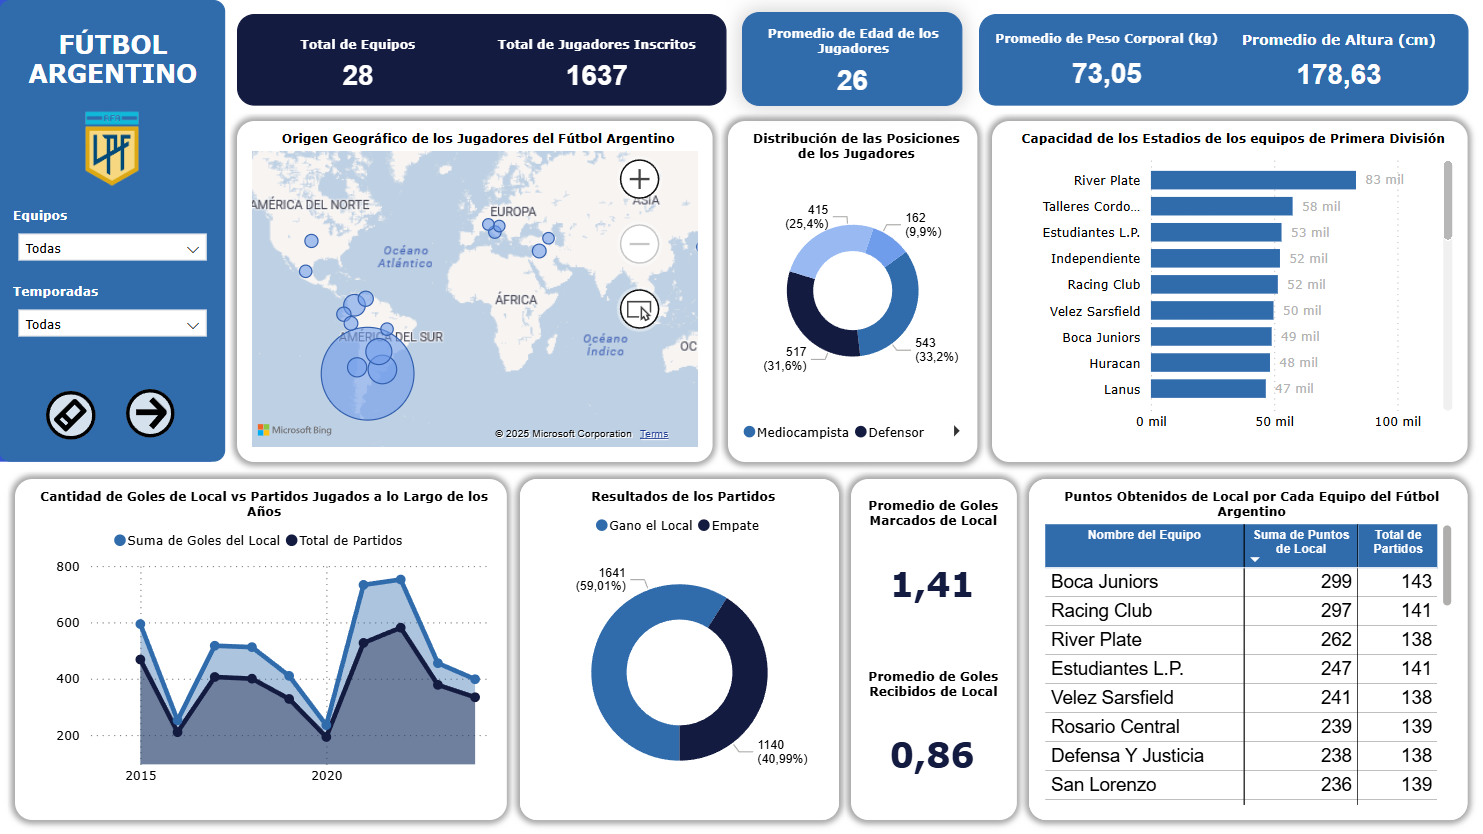 FÚTBOL
ARGENTINO
Equipos
Todas
Temporadas
Todas
Total de Equipos
28
Total de Jugadores Inscritos
1637
Promedio de Edad de los
Jugadores
26
Promedio de Peso Corporal (kg)
73,05
Promedio de Altura (cm)
178,63
Origen Geográfico de los Jugadores del Fútbol Argentino
AMÉRICA DEL NORTE
EUROPA
ASIA
Océano
Atlántico
ÁFRICA
AMÉRICA DEL SUR
Océano
Índico
OC
Microsoft Bing
© 2025 Microsoft Corporation Terms
Distribución de las Posiciones
de los Jugadores
415
(25,4%)
162
(9,9%)
517
(31,6%)
543
(33,2%)
Mediocampista
Defensor
Capacidad de los Estadios de los equipos de Primera División
River Plate 83 mil
Talleres Cordo... 58 mil
Estudiantes L.P. 53 mil
Independiente 52 mil
Racing Club 52 mil
Velez Sarsfield 50 mil
Boca Juniors 49 mil
Huracan 48 mil
Lanus 47 mil
0 mil 50 mil 100 mil
Cantidad de Goles de Local vs Partidos Jugados a lo Largo de los
Años
Suma de Goles del Local Total de Partidos
800
600
400
200
2015 2020
Resultados de los Partidos
Gano el Local Empate
1641
(59,01%)
1140
(40,99%)
Promedio de Goles
Marcados de Local
1,41
Promedio de Goles
Recibidos de Local
0,86
Puntos Obtenidos de Local por Cada Equipo del Fútbol
Argentino
Nombre del Equipo Suma de Puntos de Local Total de Partidos
Boca Juniors 299 143
Racing Club 297 141
River Plate 262 138
Estudiantes L.P. 247 141
Velez Sarsfield 241 138
Rosario Central 239 139
Defensa Y Justicia 238 138
San Lorenzo 236 139